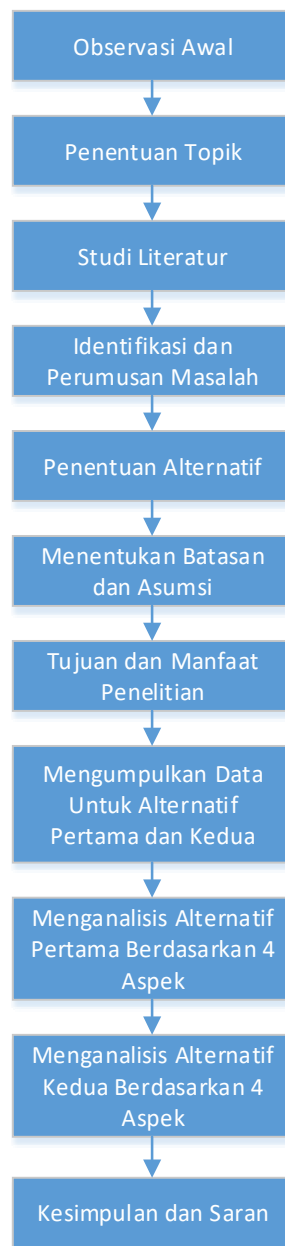 Observasi Awal
Penentuan Topik
Studi Literatur
Identifikasi dan
Perumusan Masalah
Penentuan Alternatif
Menentukan Batasan
dan Asumsi
Tujuan dan Manfaat
Penelitian
Mengumpulkan Data
Untuk Alternatif
Pertama dan Kedua
Menganalisis Alternatif
Pertama Berdasarkan 4
Aspek
Menganalisis Alternatif
Kedua Berdasarkan 4
Aspek
Kesimpulan dan Saran